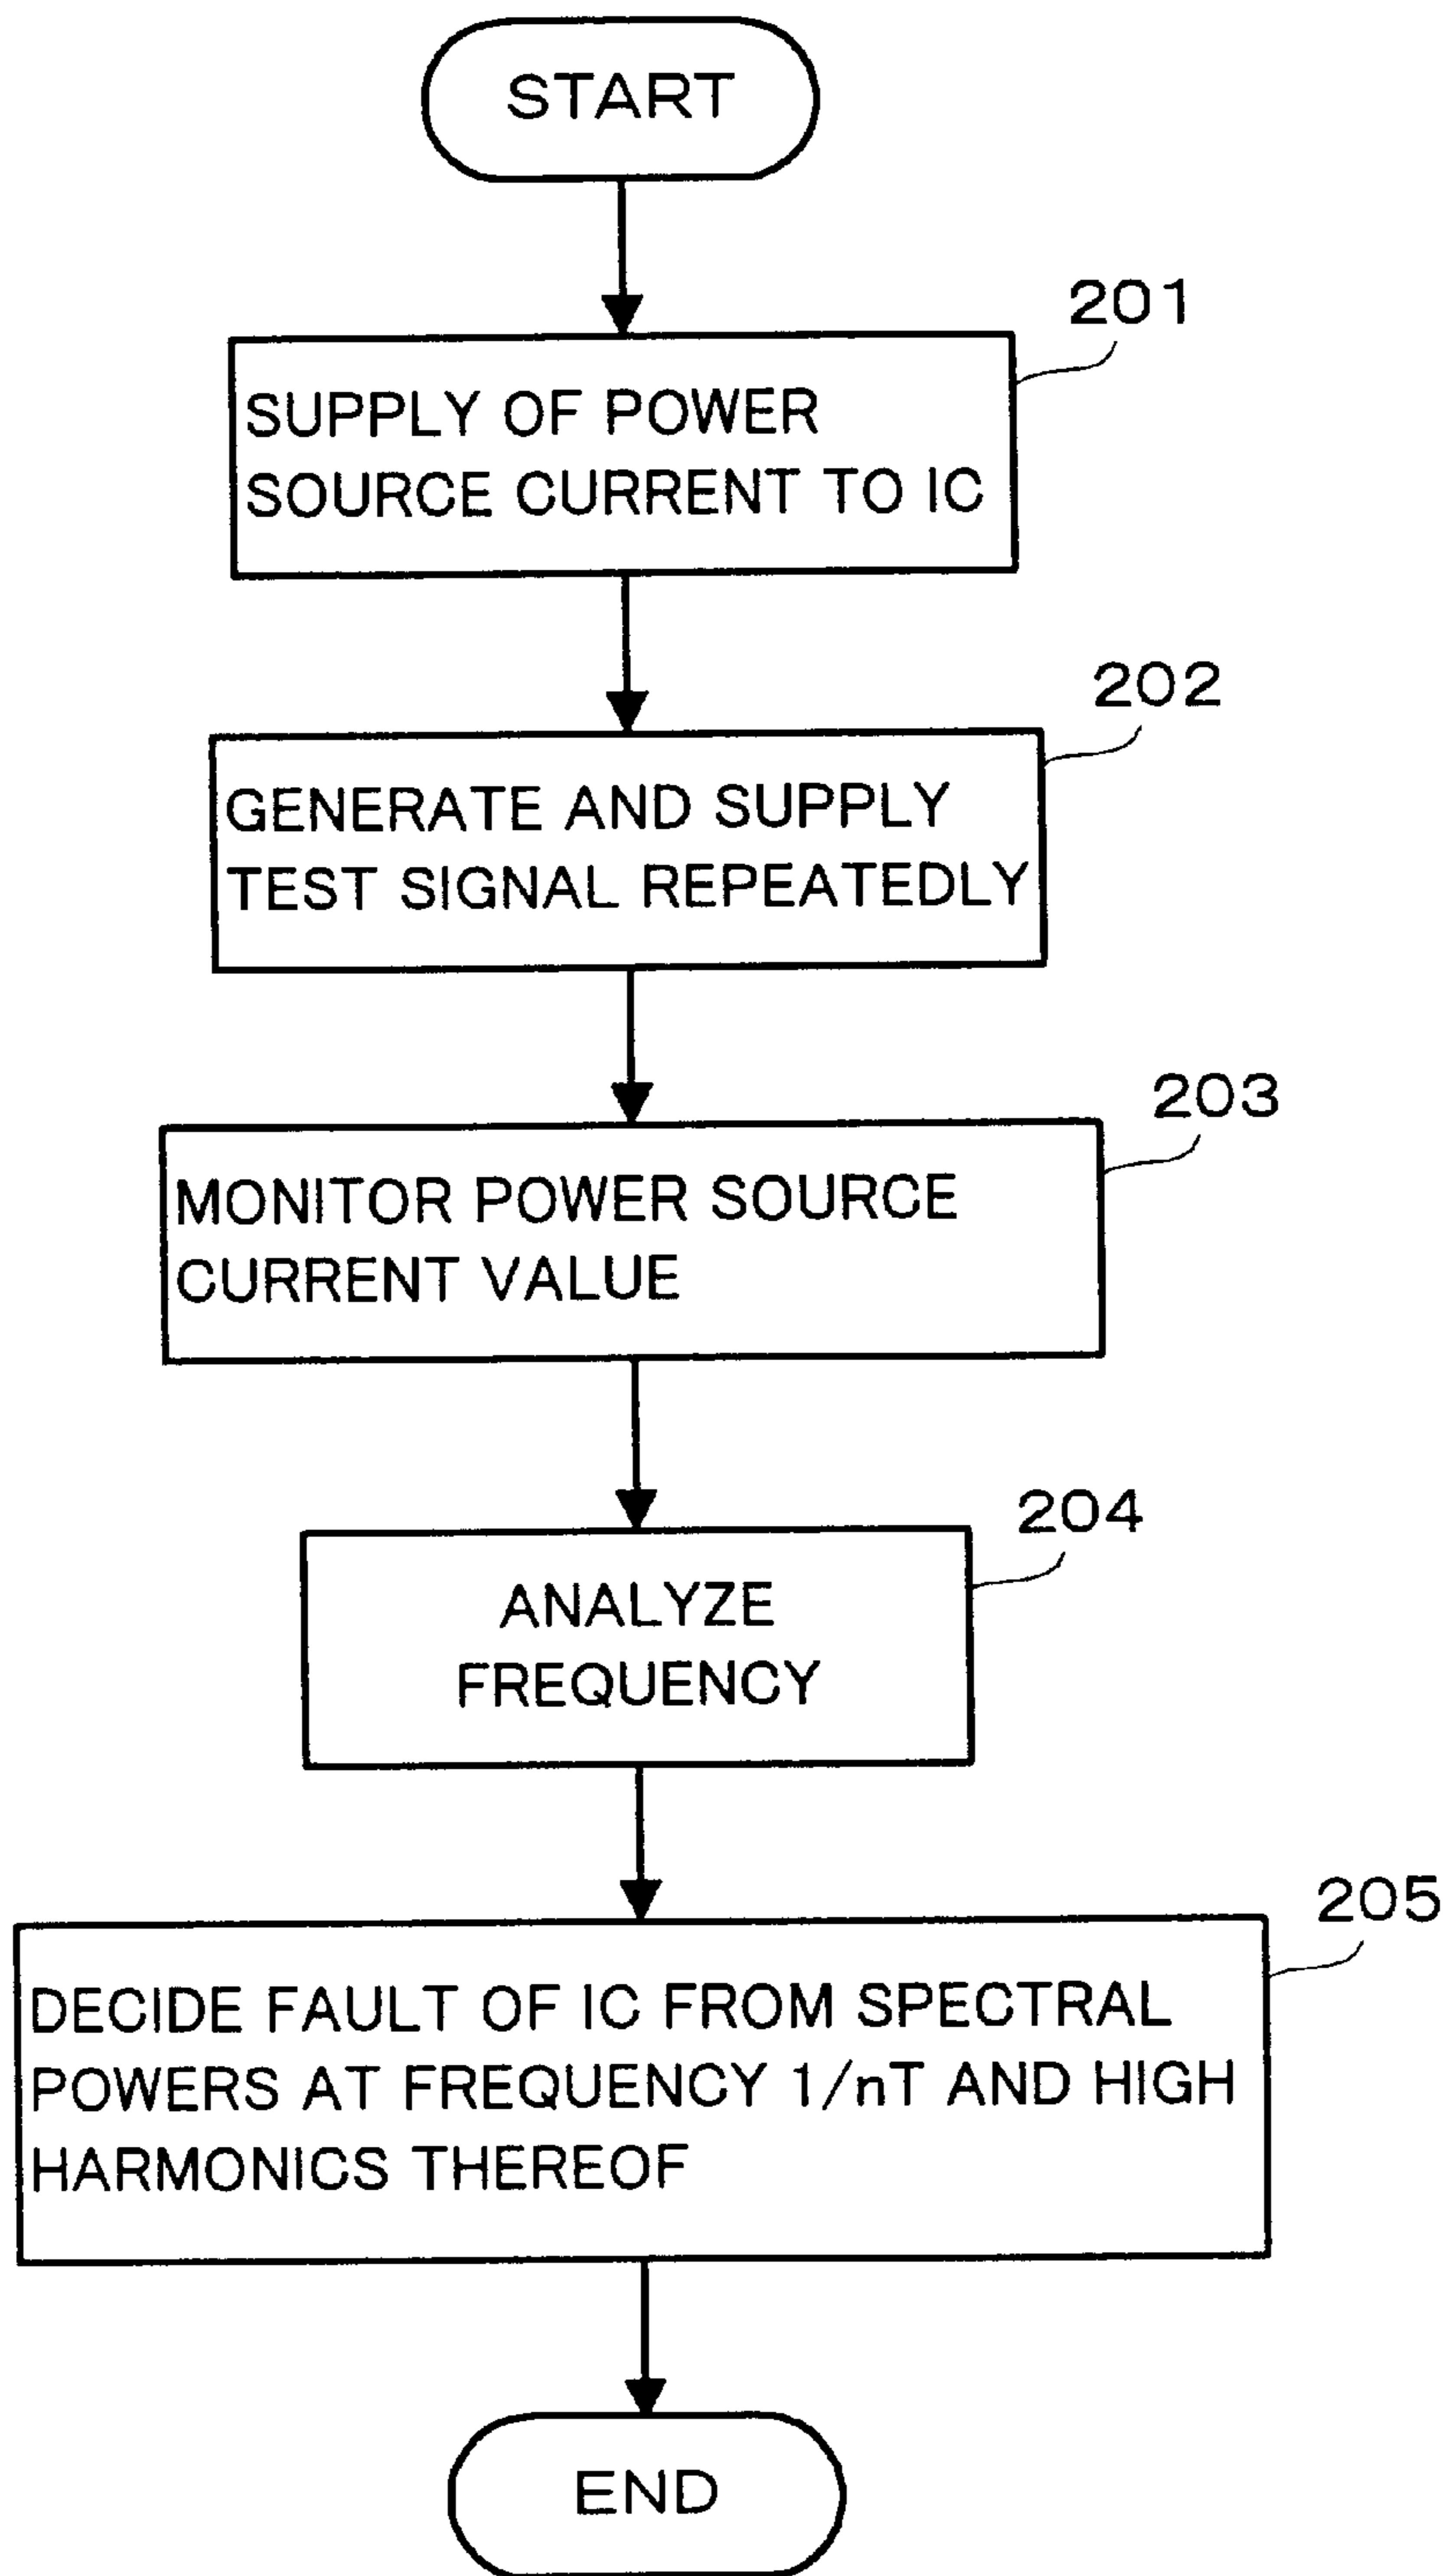 START
201
SUPPLY OF POWER
SOURCE CURRENT TO IC
202
GENERATE AND SUPPLY
TEST SIGNAL REPEATEDLY
203
MONITOR POWER SOURCE
CURRENT VALUE
204
ANALYZE
FREQUENCY
205
DECIDE FAULT OF IC FROM SPECTRAL
POWERS AT FREQUENCY 1/nT AND HIGH
HARMONICS THEREOF
END